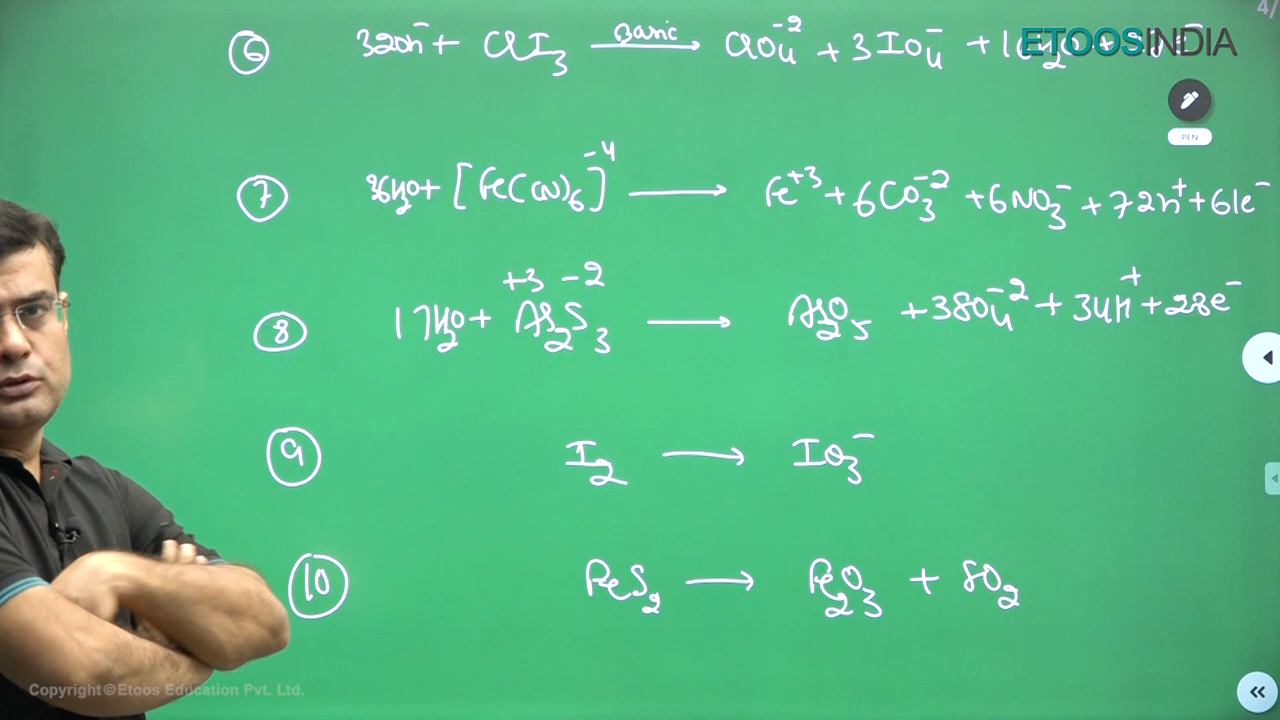 4/
⑥ 32OH⁻ + CrI₃ —Basic→ CrO₄⁻² + 3IO₄⁻ + 16H₂O +
ETOOSINDIA
PEN
⑦ 36H₂O + [Fe(CN)₆]⁻⁴ → Fe⁺³ + 6CO₃⁻² + 6NO₃⁻ + 72H⁺ + 61e⁻
+3 -2
⑧ 17H₂O + As₂S₃ → As₂O₅ + 3SO₄⁻² + 34H⁺ + 28e⁻
⑨ I₂ → IO₃⁻
⑩ FeS₂ → Fe₂O₃ + SO₂
Copyright © Etoos Education Pvt. Ltd.